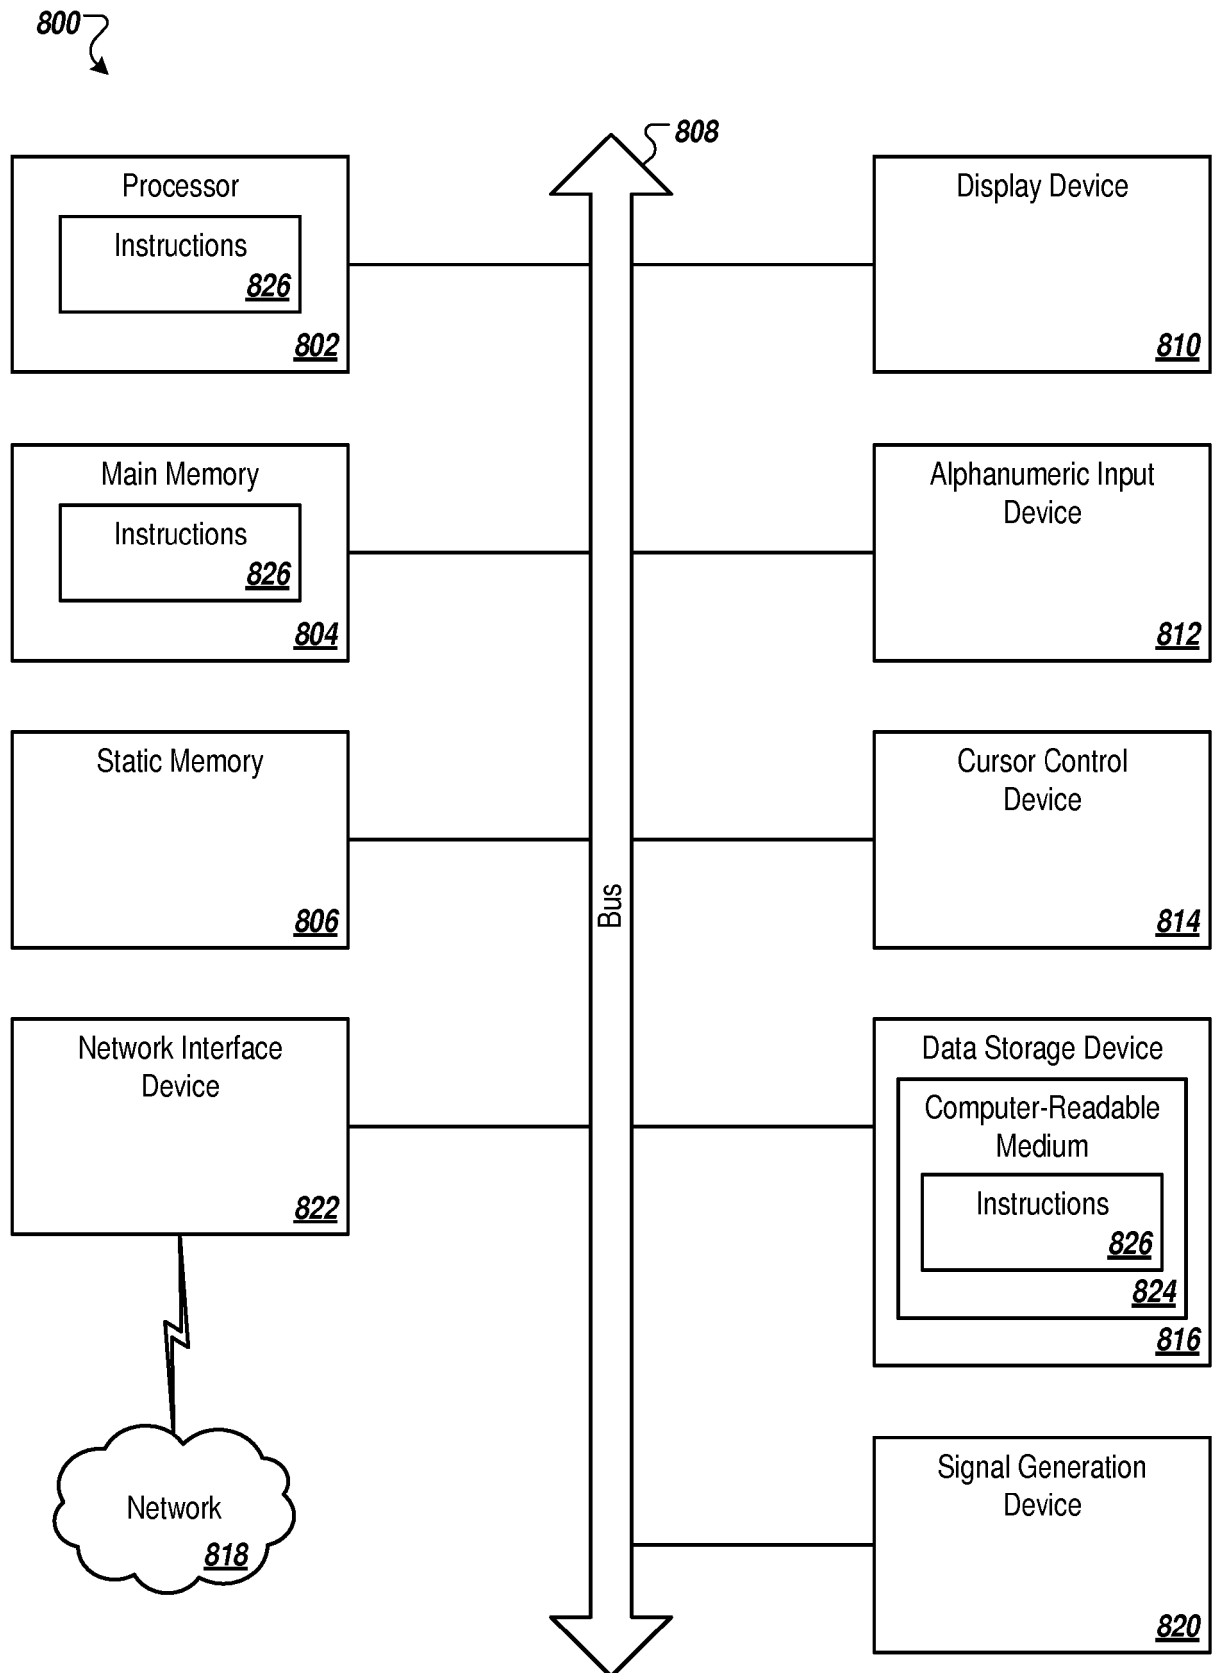 800
808
Processor
Instructions
826
802
Display Device
810
Main Memory
Instructions
826
804
Alphanumeric Input
Device
812
Static Memory
806
Bus
Cursor Control
Device
814
Network Interface
Device
822
Data Storage Device
Computer-Readable
Medium
Instructions
826
824
816
Network
818
Signal Generation
Device
820